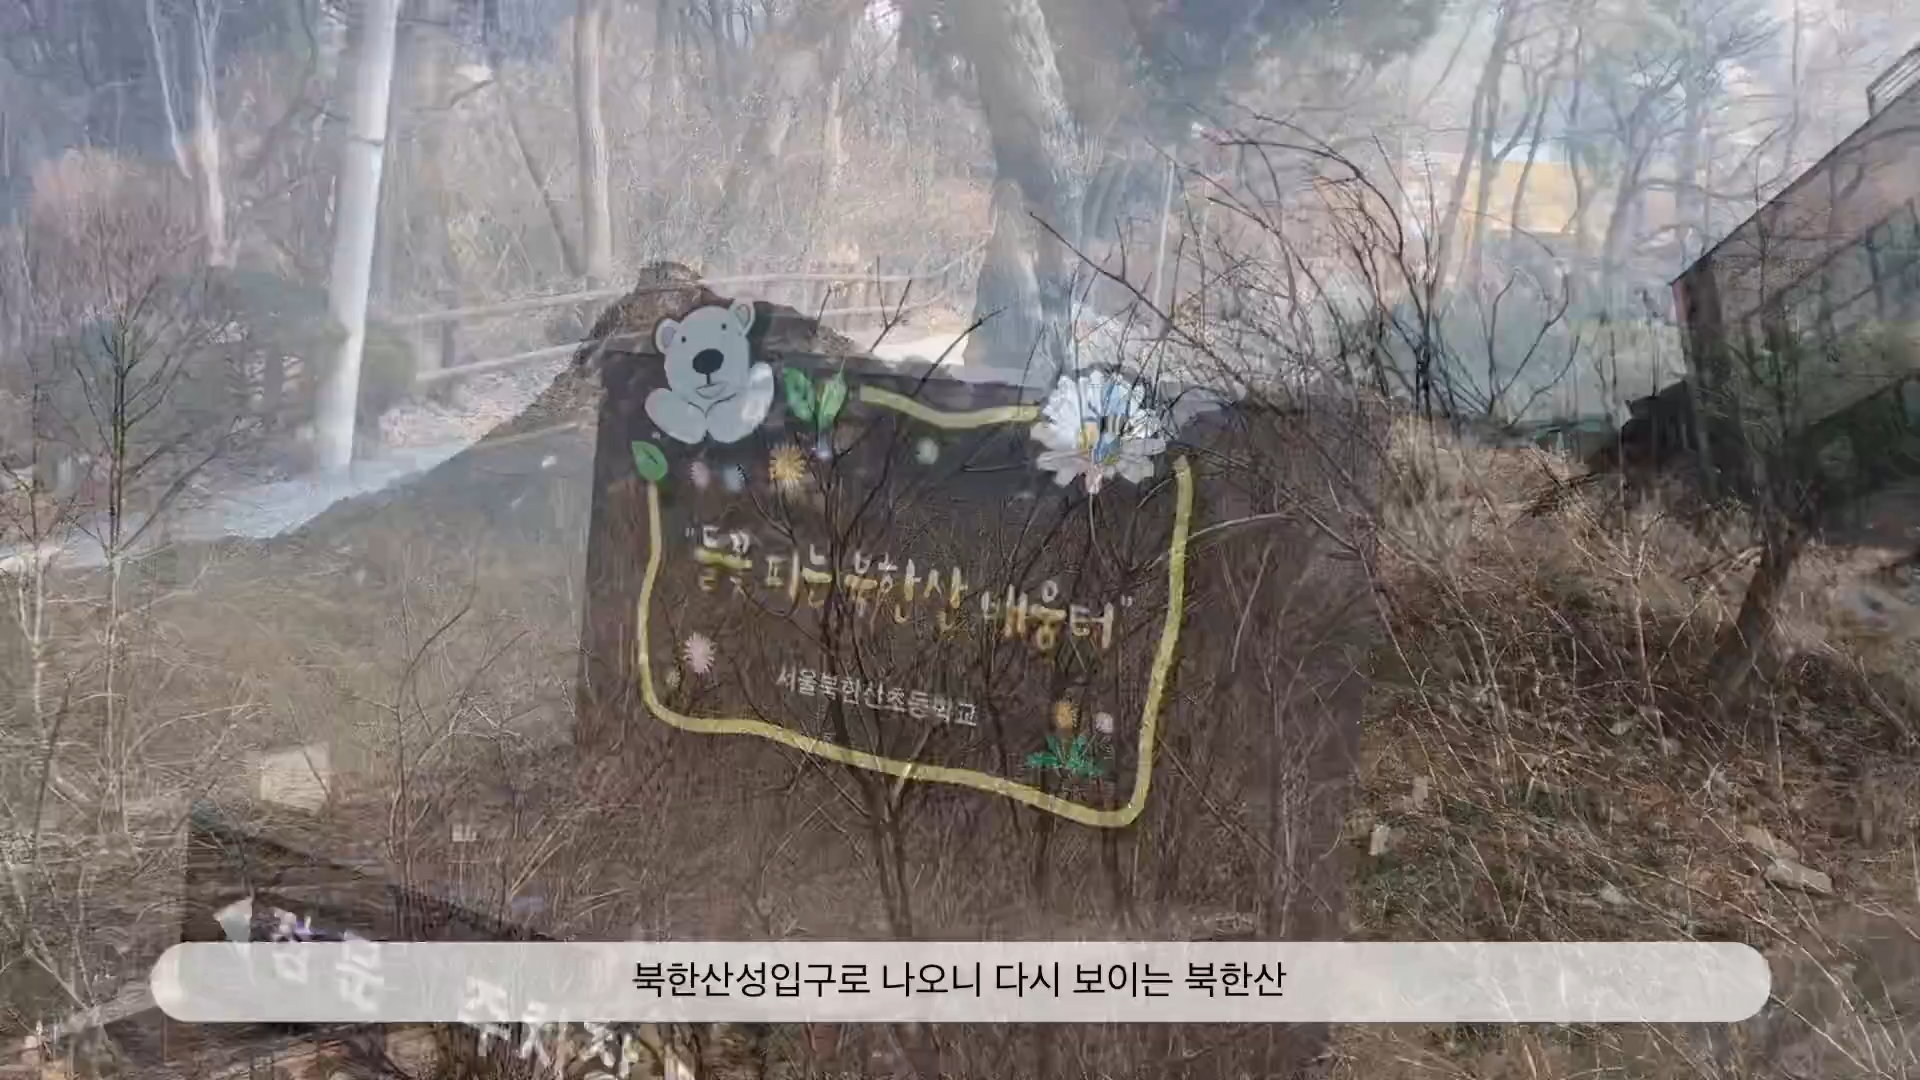 "들꽃 피는 북한산 배움터"
서울북한산초등학교
북한산성입구로 나오니 다시 보이는 북한산